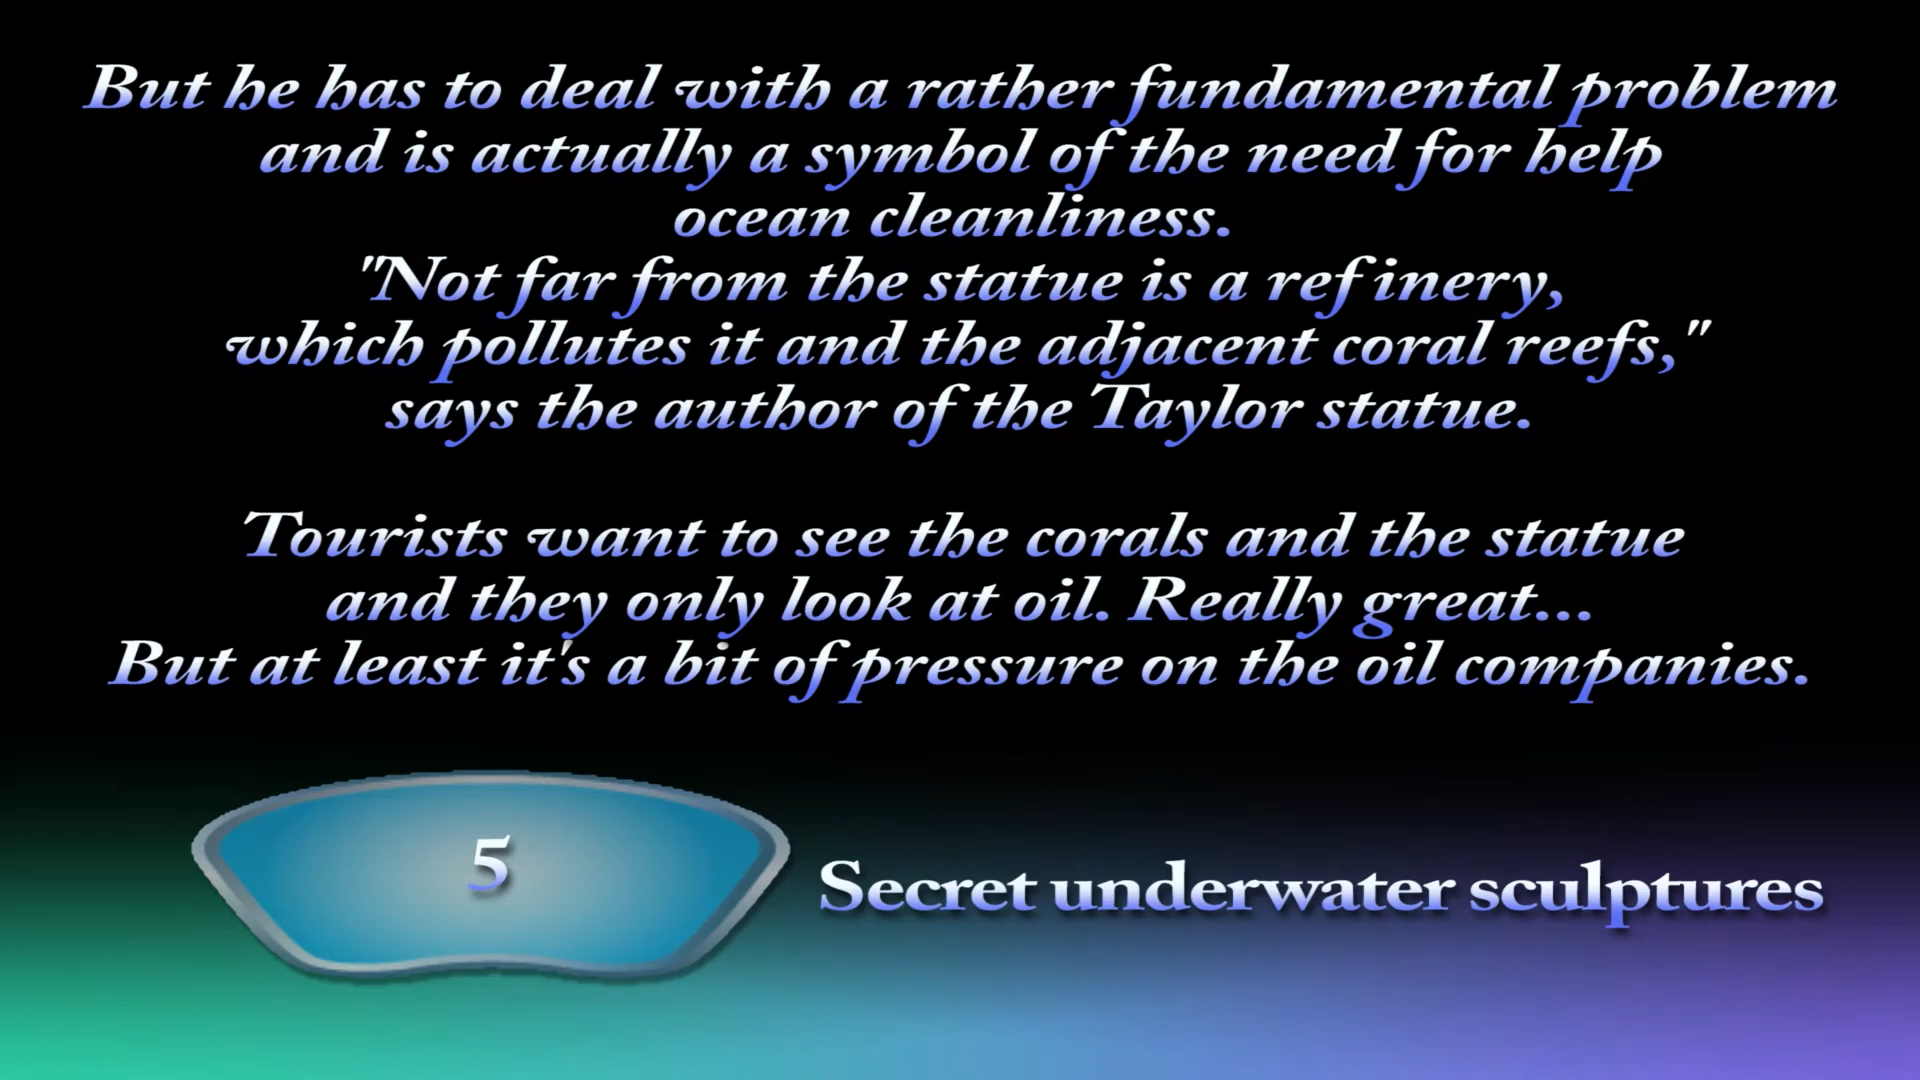 But he has to deal with a rather fundamental problem
and is actually a symbol of the need for help
ocean cleanliness.
"Not far from the statue is a refinery,
which pollutes it and the adjacent coral reefs,"
says the author of the Taylor statue.
Tourists want to see the corals and the statue
and they only look at oil. Really great...
But at least it's a bit of pressure on the oil companies.
5
Secret underwater sculptures